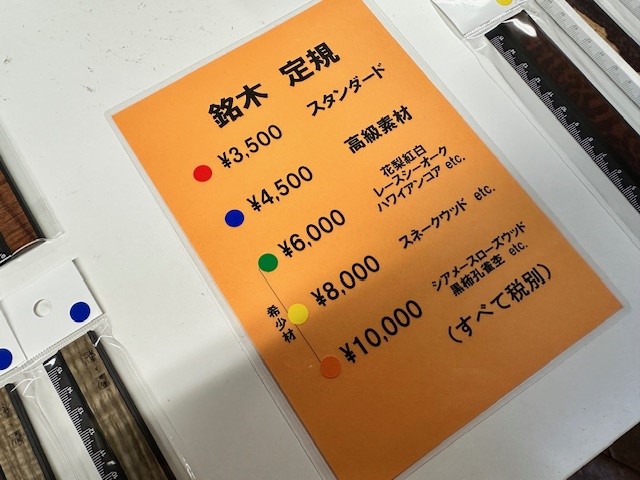 銘木 定規
¥3,500 スタンダード
¥4,500 高級素材
¥6,000 花梨紅白
レースシーオーク
ハワイアンコア etc.
¥8,000 スネークウッド etc.
¥10,000 シアメースローズウッド
黒柿孔雀杢 etc.
希少材
(すべて税別)